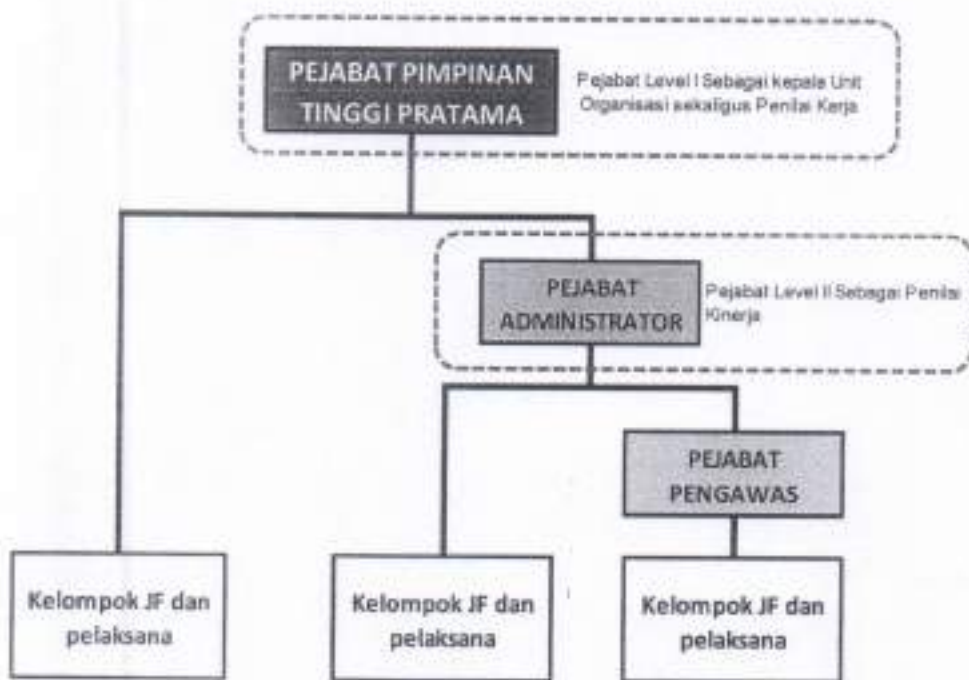 PEJABAT PIMPINAN
TINGGI PRATAMA
Pejabat Level I Sebagai kepala Unit
Organisasi sekaligus Penilai Kerja
PEJABAT
ADMINISTRATOR
Pejabat Level II Sebagai Penilai
Kinerja
PEJABAT
PENGAWAS
Kelompok JF dan
pelaksana
Kelompok JF dan
pelaksana
Kelompok JF dan
pelaksana